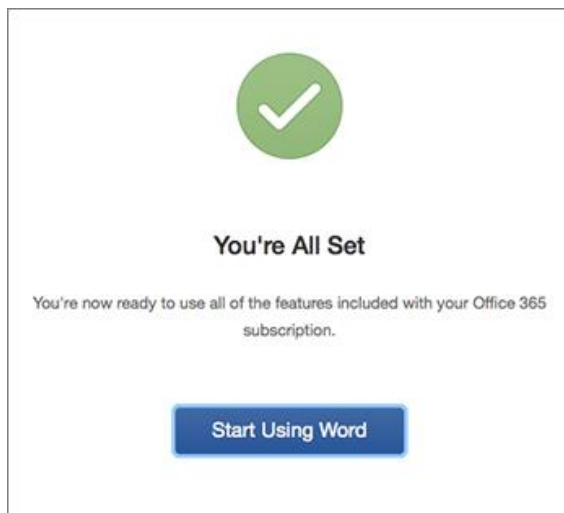 You're All Set
You're now ready to use all of the features included with your Office 365
subscription.
Start Using Word